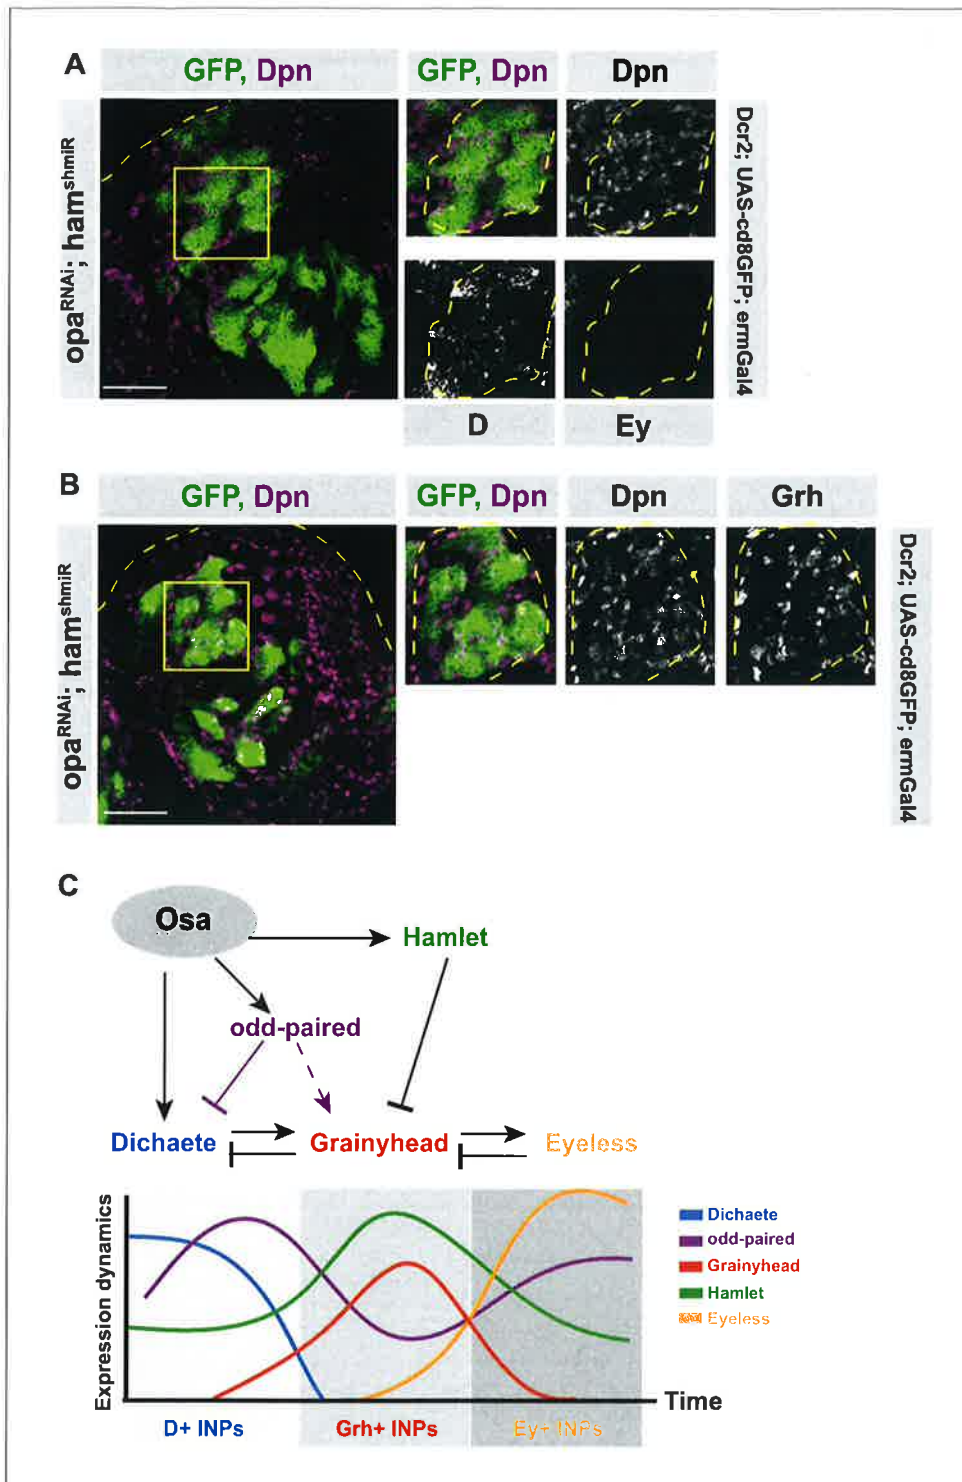 A
GFP, Dpn
GFP, Dpn
Dpn
opaRNAi; hamshmiR
Dcr2; UAS-cd8GFP; ermGal4
D
Ey
B
GFP, Dpn
GFP, Dpn
Dpn
Grh
opaRNAi; hamshmiR
Dcr2; UAS-cd8GFP; ermGal4
C
Osa
Hamlet
odd-paired
Dichaete
Grainyhead
Eyeless
Expression dynamics
Dichaete
odd-paired
Grainyhead
Hamlet
Eyeless
Time
D+ INPs
Grh+ INPs
Ey+ INPs